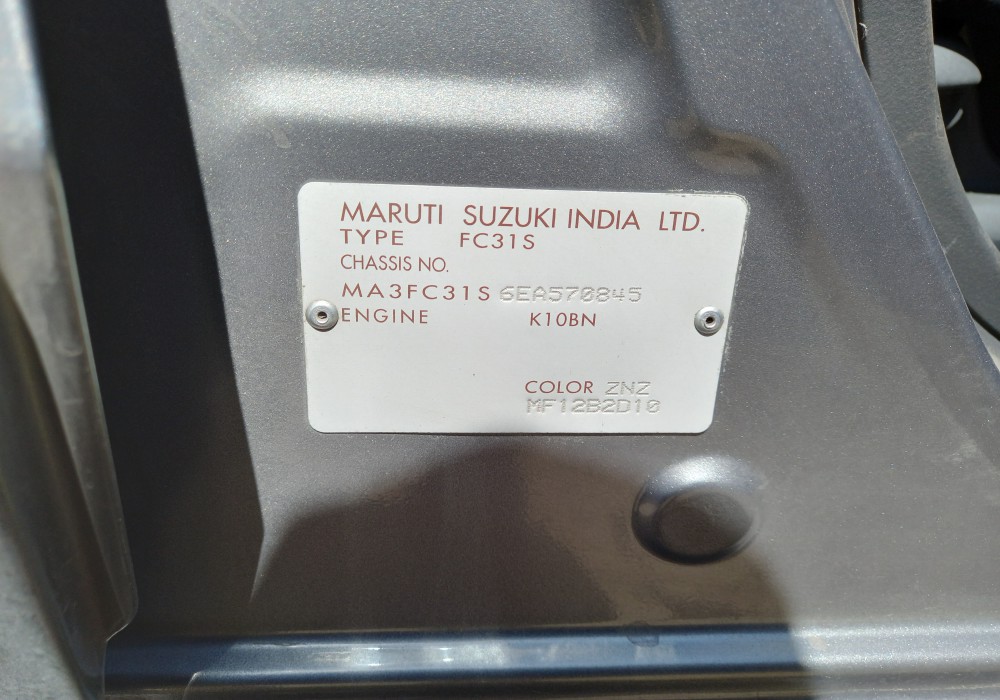 MARUTI SUZUKI INDIA LTD.
TYPE FC31S
CHASSIS NO.
MA3FC31S 6EA570845
ENGINE K10BN
COLOR ZNZ
MF12B2D10